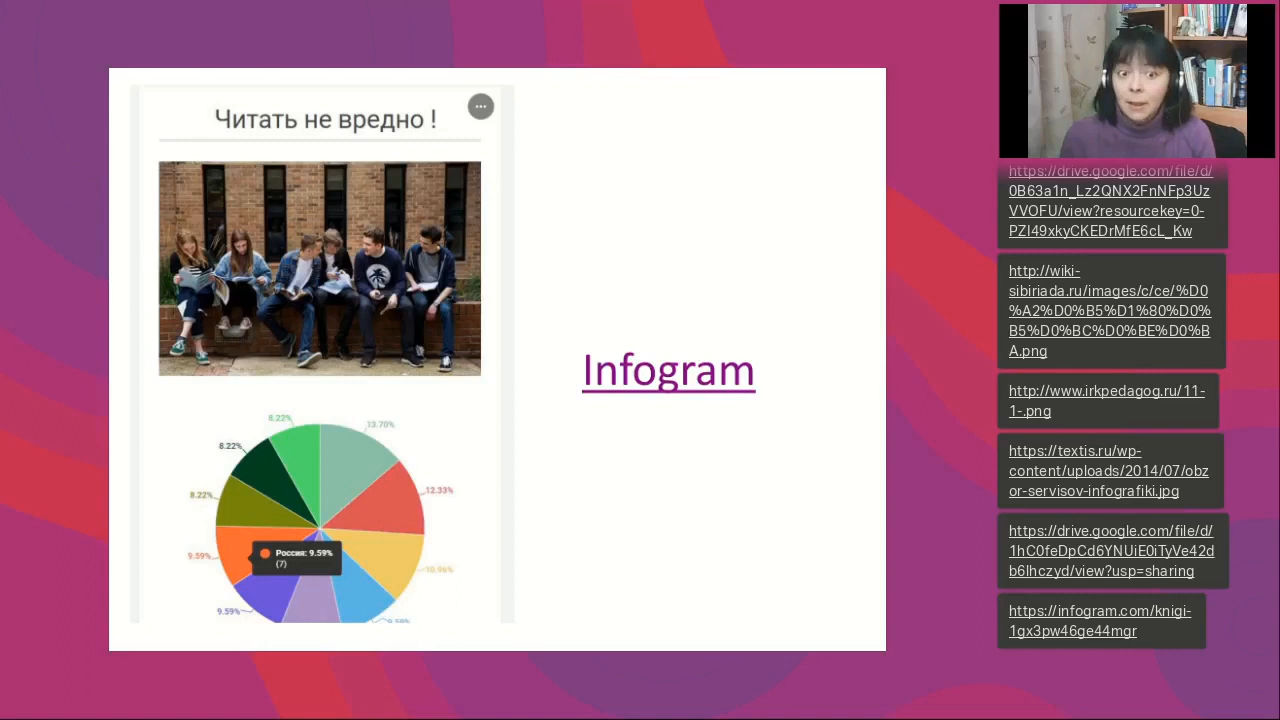 Читать не вредно !
8.22%
13.70%
8.22%
12.33%
8.22%
Россия: 9.59%
(7)
9.59%
10.96%
9.59%
9.59%
Infogram
https://drive.google.com/file/d/
0B63a1n_Lz2QNX2FnNFp3Uz
VVOFU/view?resourcekey=0-
PZI49xkyCKEDrMfE6cL_Kw
http://wiki-
sibiriada.ru/images/c/ce/%D0
%A2%D0%B5%D1%80%D0%
B5%D0%BC%D0%BE%D0%B
A.png
http://www.irkpedagog.ru/11-
1-.png
https://textis.ru/wp-
content/uploads/2014/07/obz
or-servisov-infografiki.jpg
https://drive.google.com/file/d/
1hC0feDpCd6YNUiE0iTyVe42d
b6lhczyd/view?usp=sharing
https://infogram.com/knigi-
1gx3pw46ge44mgr